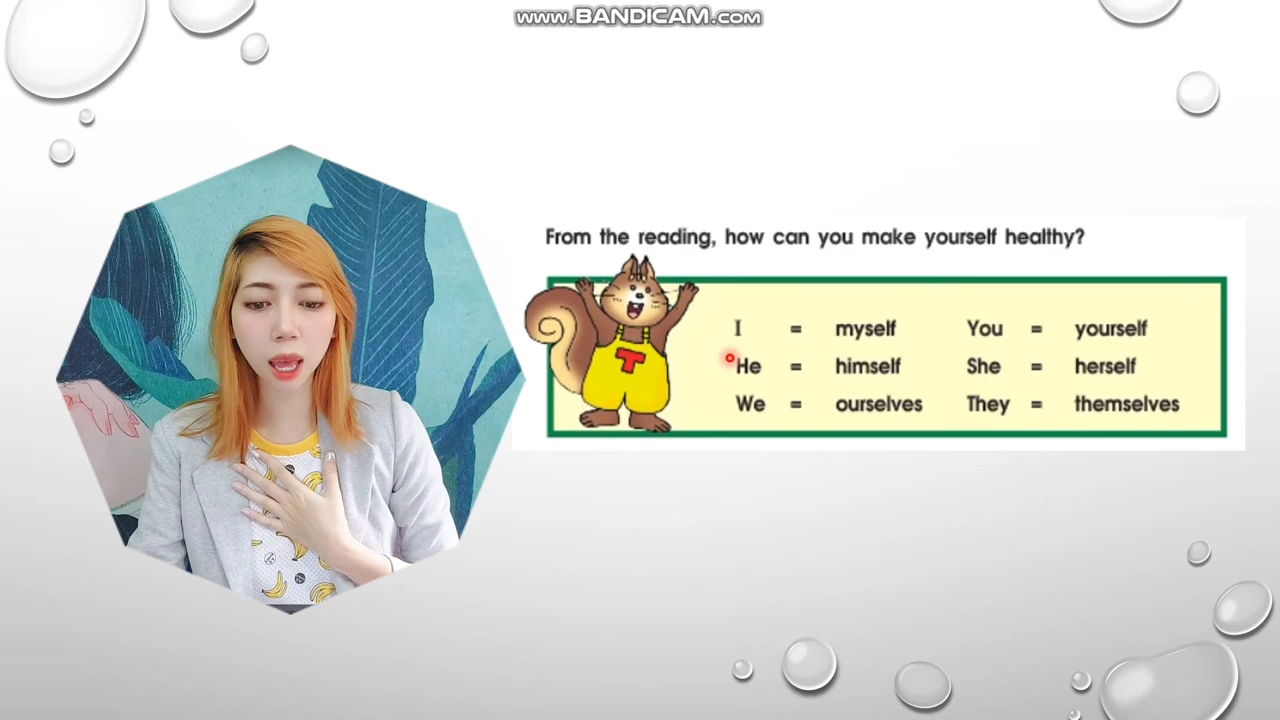 www.BANDICAM.com
From the reading, how can you make yourself healthy?
T
I = myself You = yourself
He = himself She = herself
We = ourselves They = themselves